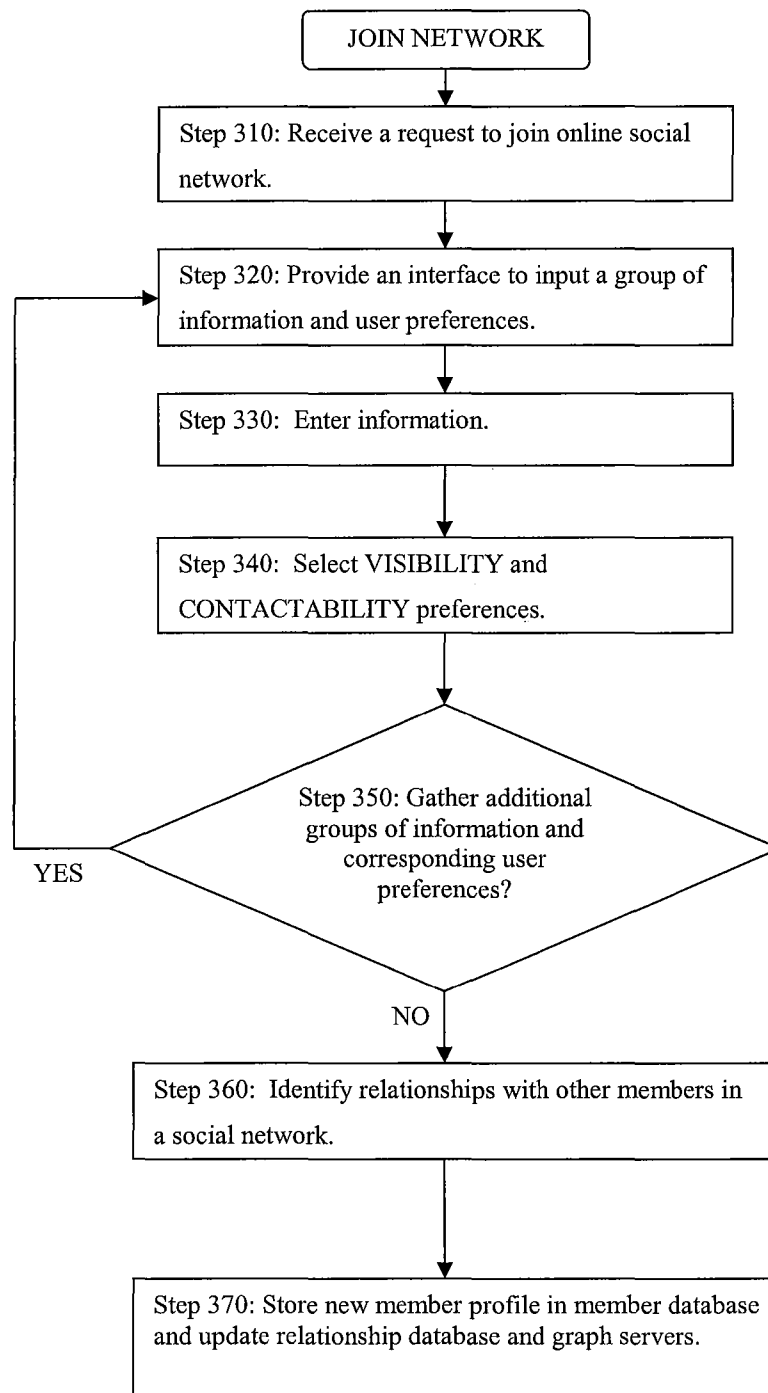 JOIN NETWORK
Step 310: Receive a request to join online social
network.
Step 320: Provide an interface to input a group of
information and user preferences.
Step 330: Enter information.
Step 340: Select VISIBILITY and
CONTACTABILITY preferences.
Step 350: Gather additional
groups of information and
corresponding user
preferences?
YES
NO
Step 360: Identify relationships with other members in
a social network.
Step 370: Store new member profile in member database
and update relationship database and graph servers.